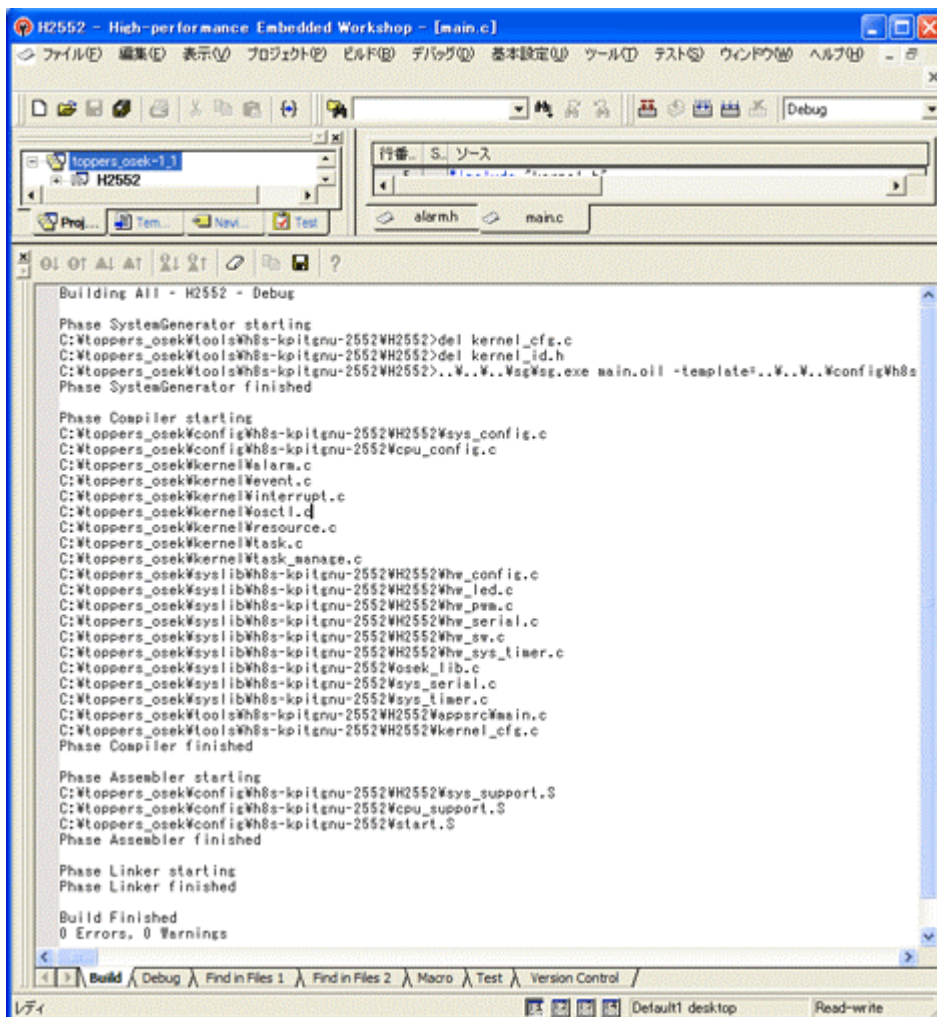 H2552 - High-performance Embedded Workshop - [main.c]
ファイル(F) 編集(E) 表示(V) プロジェクト(P) ビルド(B) デバッグ(D) 基本設定(U) ツール(T) テスト(S) ウィンドウ(W) ヘルプ(H)
Debug
toppers_osek-1_1
H2552
行番... S.. ソース
Proj... Tem... Navi... Test
alarm.h main.c
Building All - H2552 - Debug
Phase SystemGenerator starting
C:¥toppers_osek¥tools¥h8s-kpitgnu-2552¥H2552>del kernel_cfg.c
C:¥toppers_osek¥tools¥h8s-kpitgnu-2552¥H2552>del kernel_id.h
C:¥toppers_osek¥tools¥h8s-kpitgnu-2552¥H2552>..¥..¥..¥sg¥sg.exe main.oil -template=..¥..¥..¥config¥h8s
Phase SystemGenerator finished
Phase Compiler starting
C:¥toppers_osek¥config¥h8s-kpitgnu-2552¥H2552¥sys_config.c
C:¥toppers_osek¥config¥h8s-kpitgnu-2552¥cpu_config.c
C:¥toppers_osek¥kernel¥alarm.c
C:¥toppers_osek¥kernel¥event.c
C:¥toppers_osek¥kernel¥interrupt.c
C:¥toppers_osek¥kernel¥osctl.c
C:¥toppers_osek¥kernel¥resource.c
C:¥toppers_osek¥kernel¥task.c
C:¥toppers_osek¥kernel¥task_manage.c
C:¥toppers_osek¥syslib¥h8s-kpitgnu-2552¥H2552¥hw_config.c
C:¥toppers_osek¥syslib¥h8s-kpitgnu-2552¥H2552¥hw_led.c
C:¥toppers_osek¥syslib¥h8s-kpitgnu-2552¥H2552¥hw_pwm.c
C:¥toppers_osek¥syslib¥h8s-kpitgnu-2552¥H2552¥hw_serial.c
C:¥toppers_osek¥syslib¥h8s-kpitgnu-2552¥H2552¥hw_sw.c
C:¥toppers_osek¥syslib¥h8s-kpitgnu-2552¥H2552¥hw_sys_timer.c
C:¥toppers_osek¥syslib¥h8s-kpitgnu-2552¥osek_lib.c
C:¥toppers_osek¥syslib¥h8s-kpitgnu-2552¥sys_serial.c
C:¥toppers_osek¥syslib¥h8s-kpitgnu-2552¥sys_timer.c
C:¥toppers_osek¥tools¥h8s-kpitgnu-2552¥H2552¥appsrc¥main.c
C:¥toppers_osek¥tools¥h8s-kpitgnu-2552¥H2552¥kernel_cfg.c
Phase Compiler finished
Phase Assembler starting
C:¥toppers_osek¥config¥h8s-kpitgnu-2552¥H2552¥sys_support.S
C:¥toppers_osek¥config¥h8s-kpitgnu-2552¥cpu_support.S
C:¥toppers_osek¥config¥h8s-kpitgnu-2552¥start.S
Phase Assembler finished
Phase Linker starting
Phase Linker finished
Build Finished
0 Errors, 0 Warnings
Build Debug Find in Files 1 Find in Files 2 Macro Test Version Control
レディ Default1 desktop Read-write